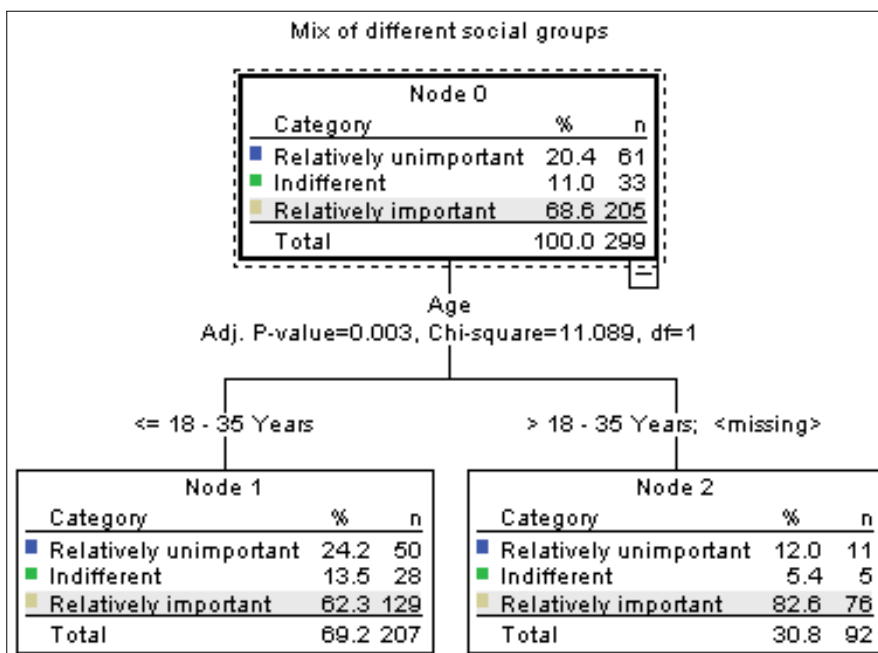 Mix of different social groups
Node 0
Category % n
Relatively unimportant 20.4 61
Indifferent 11.0 33
Relatively important 68.6 205
Total 100.0 299
Age
Adj. P-value=0.003, Chi-square=11.089, df=1
<= 18 - 35 Years
> 18 - 35 Years; <missing>
Node 1
Category % n
Relatively unimportant 24.2 50
Indifferent 13.5 28
Relatively important 62.3 129
Total 69.2 207
Node 2
Category % n
Relatively unimportant 12.0 11
Indifferent 5.4 5
Relatively important 82.6 76
Total 30.8 92